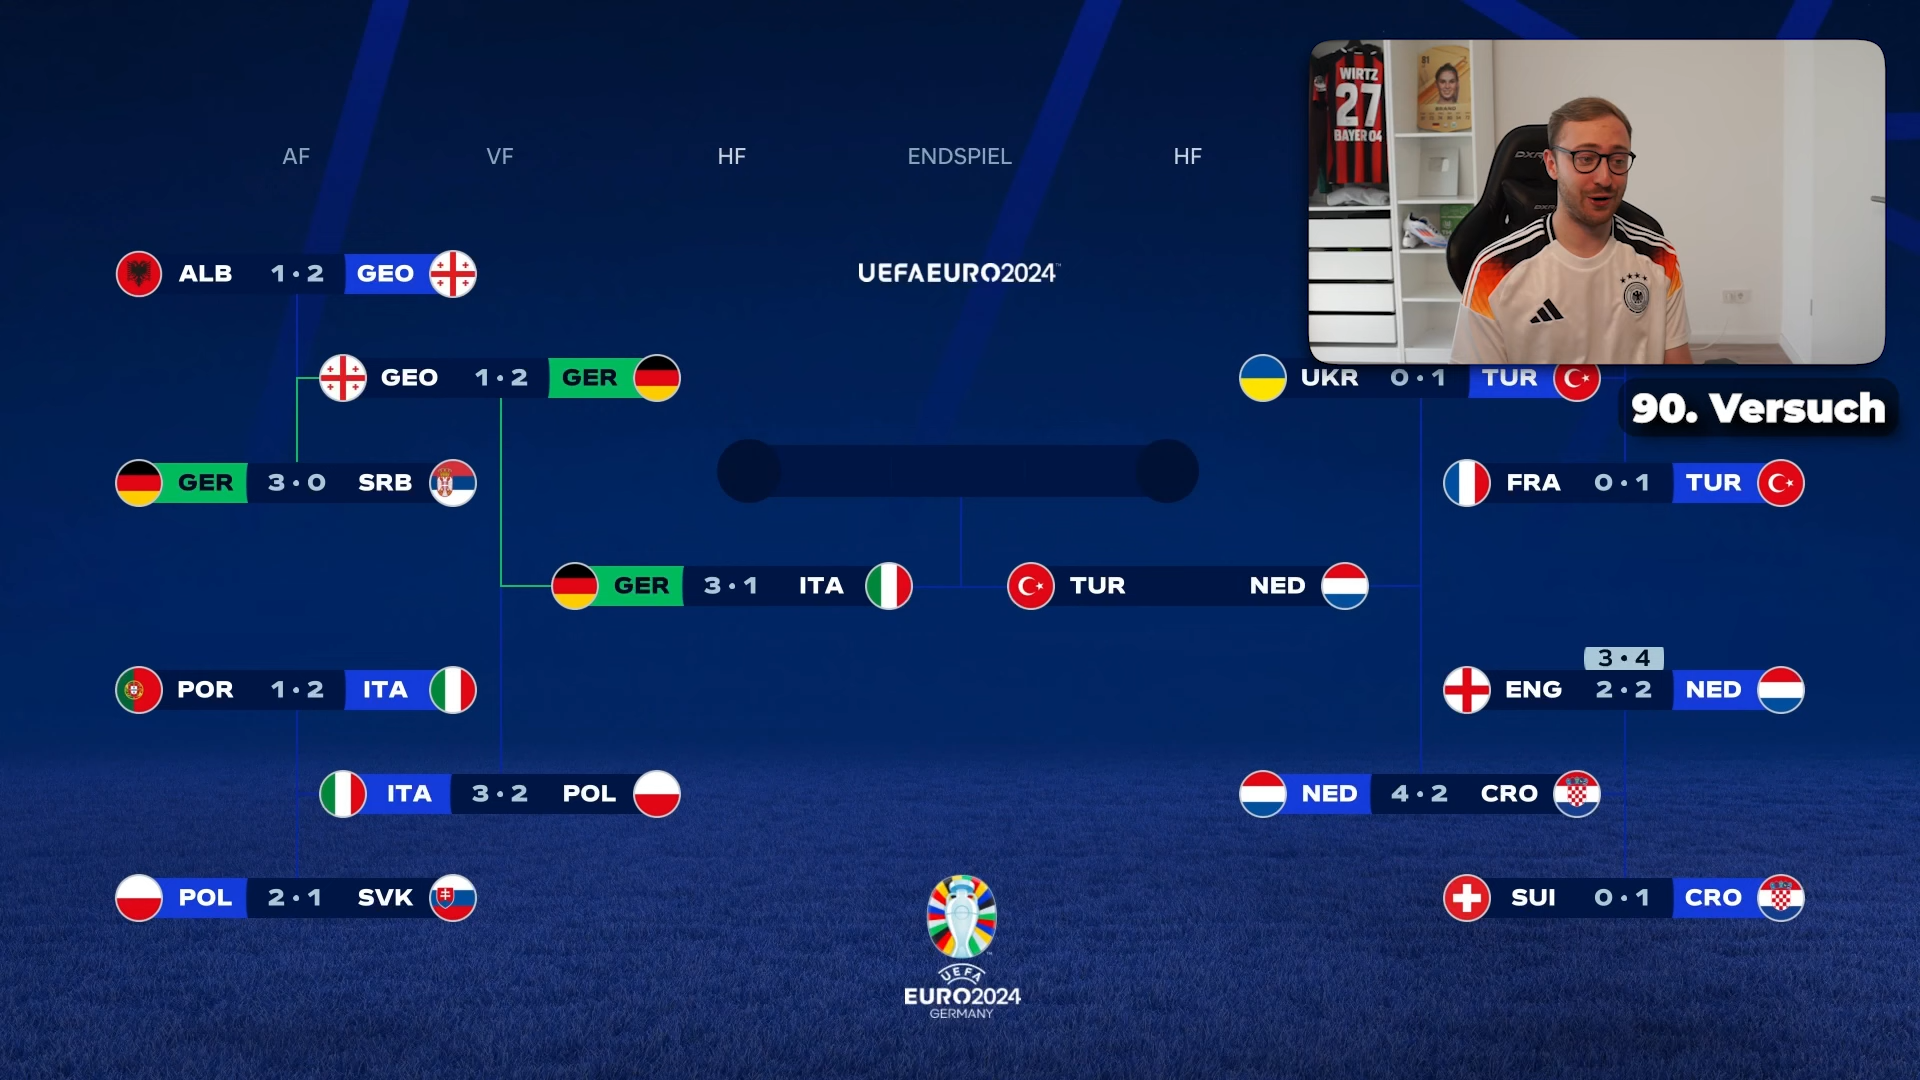 WIRTZ
27
BAYER 04
AF VF HF ENDSPIEL HF
ALB 1 • 2 GEO
UEFAEURO2024™
GEO 1 • 2 GER
UKR 0 • 1 TUR
90. Versuch
GER 3 • 0 SRB
FRA 0 • 1 TUR
GER 3 • 1 ITA
TUR NED
3 • 4
POR 1 • 2 ITA
ENG 2 • 2 NED
ITA 3 • 2 POL
NED 4 • 2 CRO
POL 2 • 1 SVK
SUI 0 • 1 CRO
UEFA
EURO2024
GERMANY